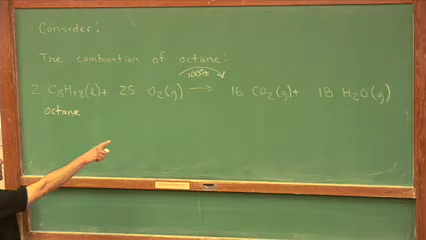 Consider:
The combustion of octane:
100%
2 C8H18(l) + 25 O2(g) → 16 CO2(g) + 18 H2O(g)
octane